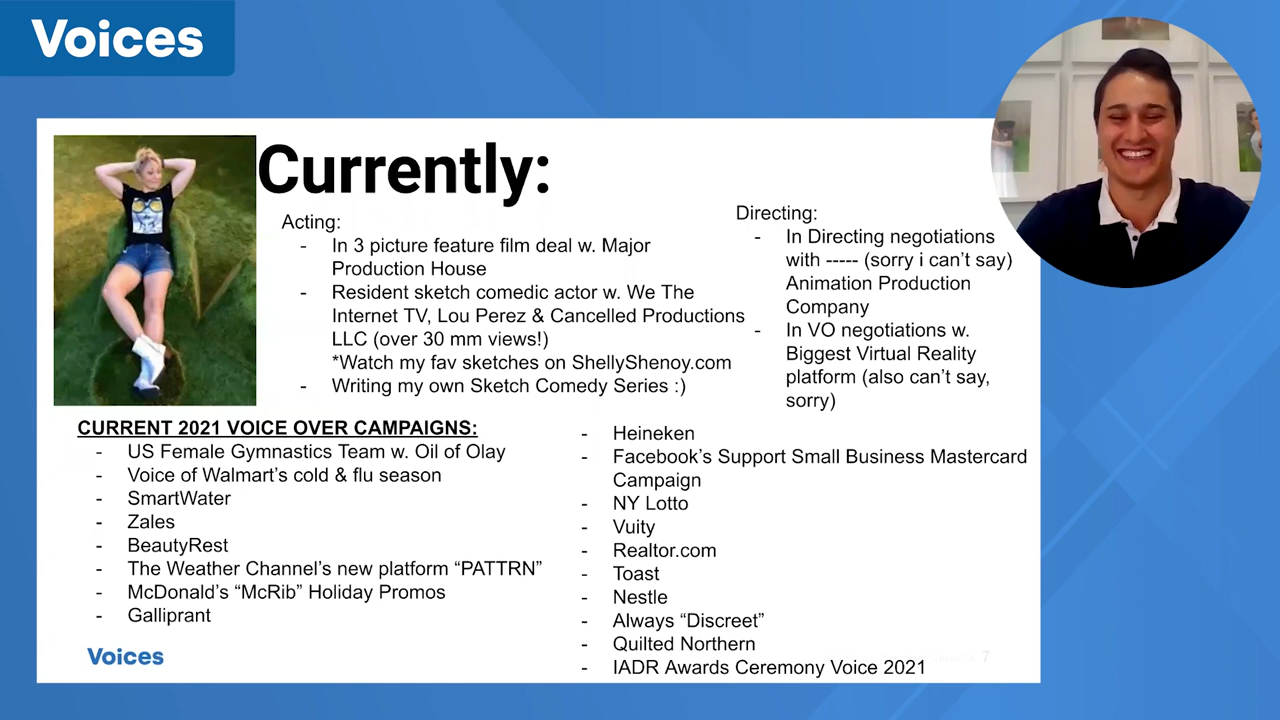 Voices
Currently:
Acting:
- In 3 picture feature film deal w. Major
Production House
- Resident sketch comedic actor w. We The
Internet TV, Lou Perez & Cancelled Productions
LLC (over 30 mm views!)
*Watch my fav sketches on ShellyShenoy.com
- Writing my own Sketch Comedy Series :)
Directing:
- In Directing negotiations
with ----- (sorry i can’t say)
Animation Production
Company
- In VO negotiations w.
Biggest Virtual Reality
platform (also can’t say,
sorry)
CURRENT 2021 VOICE OVER CAMPAIGNS:
- US Female Gymnastics Team w. Oil of Olay
- Voice of Walmart’s cold & flu season
- SmartWater
- Zales
- BeautyRest
- The Weather Channel’s new platform “PATTRN”
- McDonald’s “McRib” Holiday Promos
- Galliprant
- Heineken
- Facebook’s Support Small Business Mastercard
Campaign
- NY Lotto
- Vuity
- Realtor.com
- Toast
- Nestle
- Always “Discreet”
- Quilted Northern
- IADR Awards Ceremony Voice 2021
Voices
7